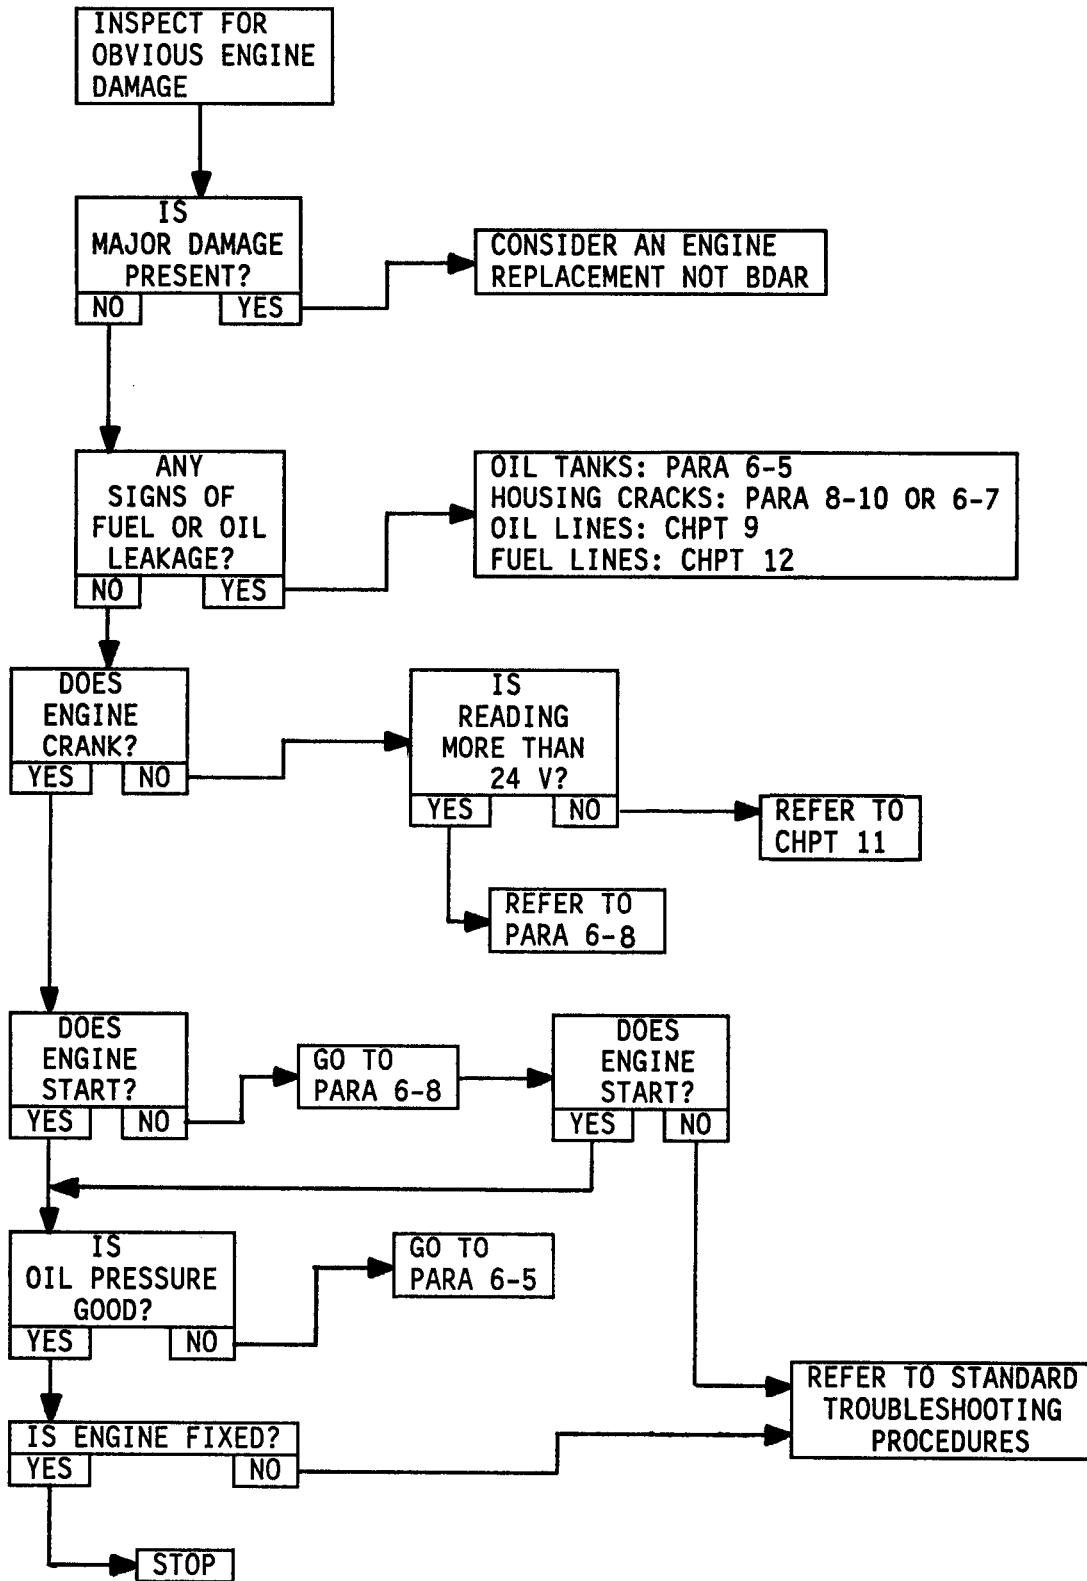 INSPECT FOR
OBVIOUS ENGINE
DAMAGE
IS
MAJOR DAMAGE
PRESENT?
NO
YES
CONSIDER AN ENGINE
REPLACEMENT NOT BDAR
ANY
SIGNS OF
FUEL OR OIL
LEAKAGE?
NO
YES
OIL TANKS: PARA 6-5
HOUSING CRACKS: PARA 8-10 OR 6-7
OIL LINES: CHPT 9
FUEL LINES: CHPT 12
DOES
ENGINE
CRANK?
YES
NO
IS
READING
MORE THAN
24 V?
YES
NO
REFER TO
CHPT 11
REFER TO
PARA 6-8
DOES
ENGINE
START?
YES
NO
GO TO
PARA 6-8
DOES
ENGINE
START?
YES
NO
IS
OIL PRESSURE
GOOD?
YES
NO
GO TO
PARA 6-5
IS ENGINE FIXED?
YES
NO
REFER TO STANDARD
TROUBLESHOOTING
PROCEDURES
STOP